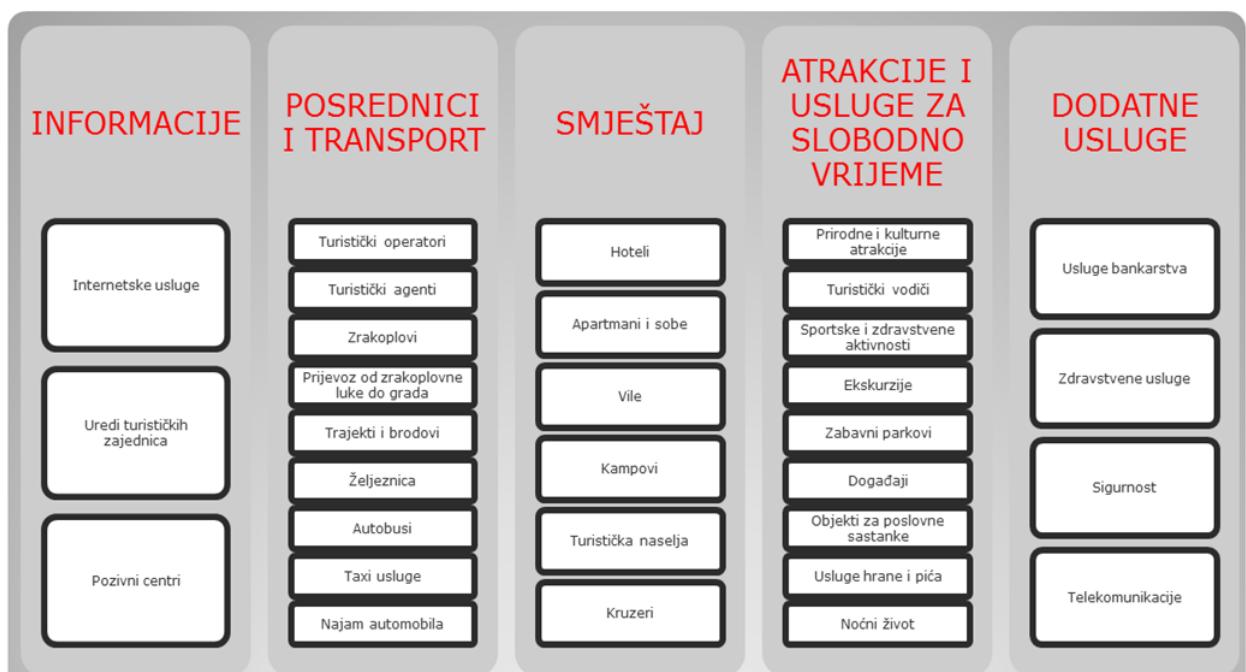 INFORMACIJE
Internetske usluge
Uredi turističkih
zajednica
Pozivni centri
POSREDNICI
I TRANSPORT
Turistički operatori
Turistički agenti
Zrakoplovi
Prijevoz od zrakoplovne
luke do grada
Trajekti i brodovi
Željeznica
Autobusi
Taxi usluge
Najam automobila
SMJEŠTAJ
Hoteli
Apartmani i sobe
Vile
Kampovi
Turistička naselja
Kruzeri
ATRAKCIJE I
USLUGE ZA
SLOBODNO
VRIJEME
Prirodne i kulturne
atrakcije
Turistički vodiči
Sportske i zdravstvene
aktivnosti
Ekskurzije
Zabavni parkovi
Događaji
Objekti za poslovne
sastanke
Usluge hrane i pića
Noćni život
DODATNE
USLUGE
Usluge bankarstva
Zdravstvene usluge
Sigurnost
Telekomunikacije